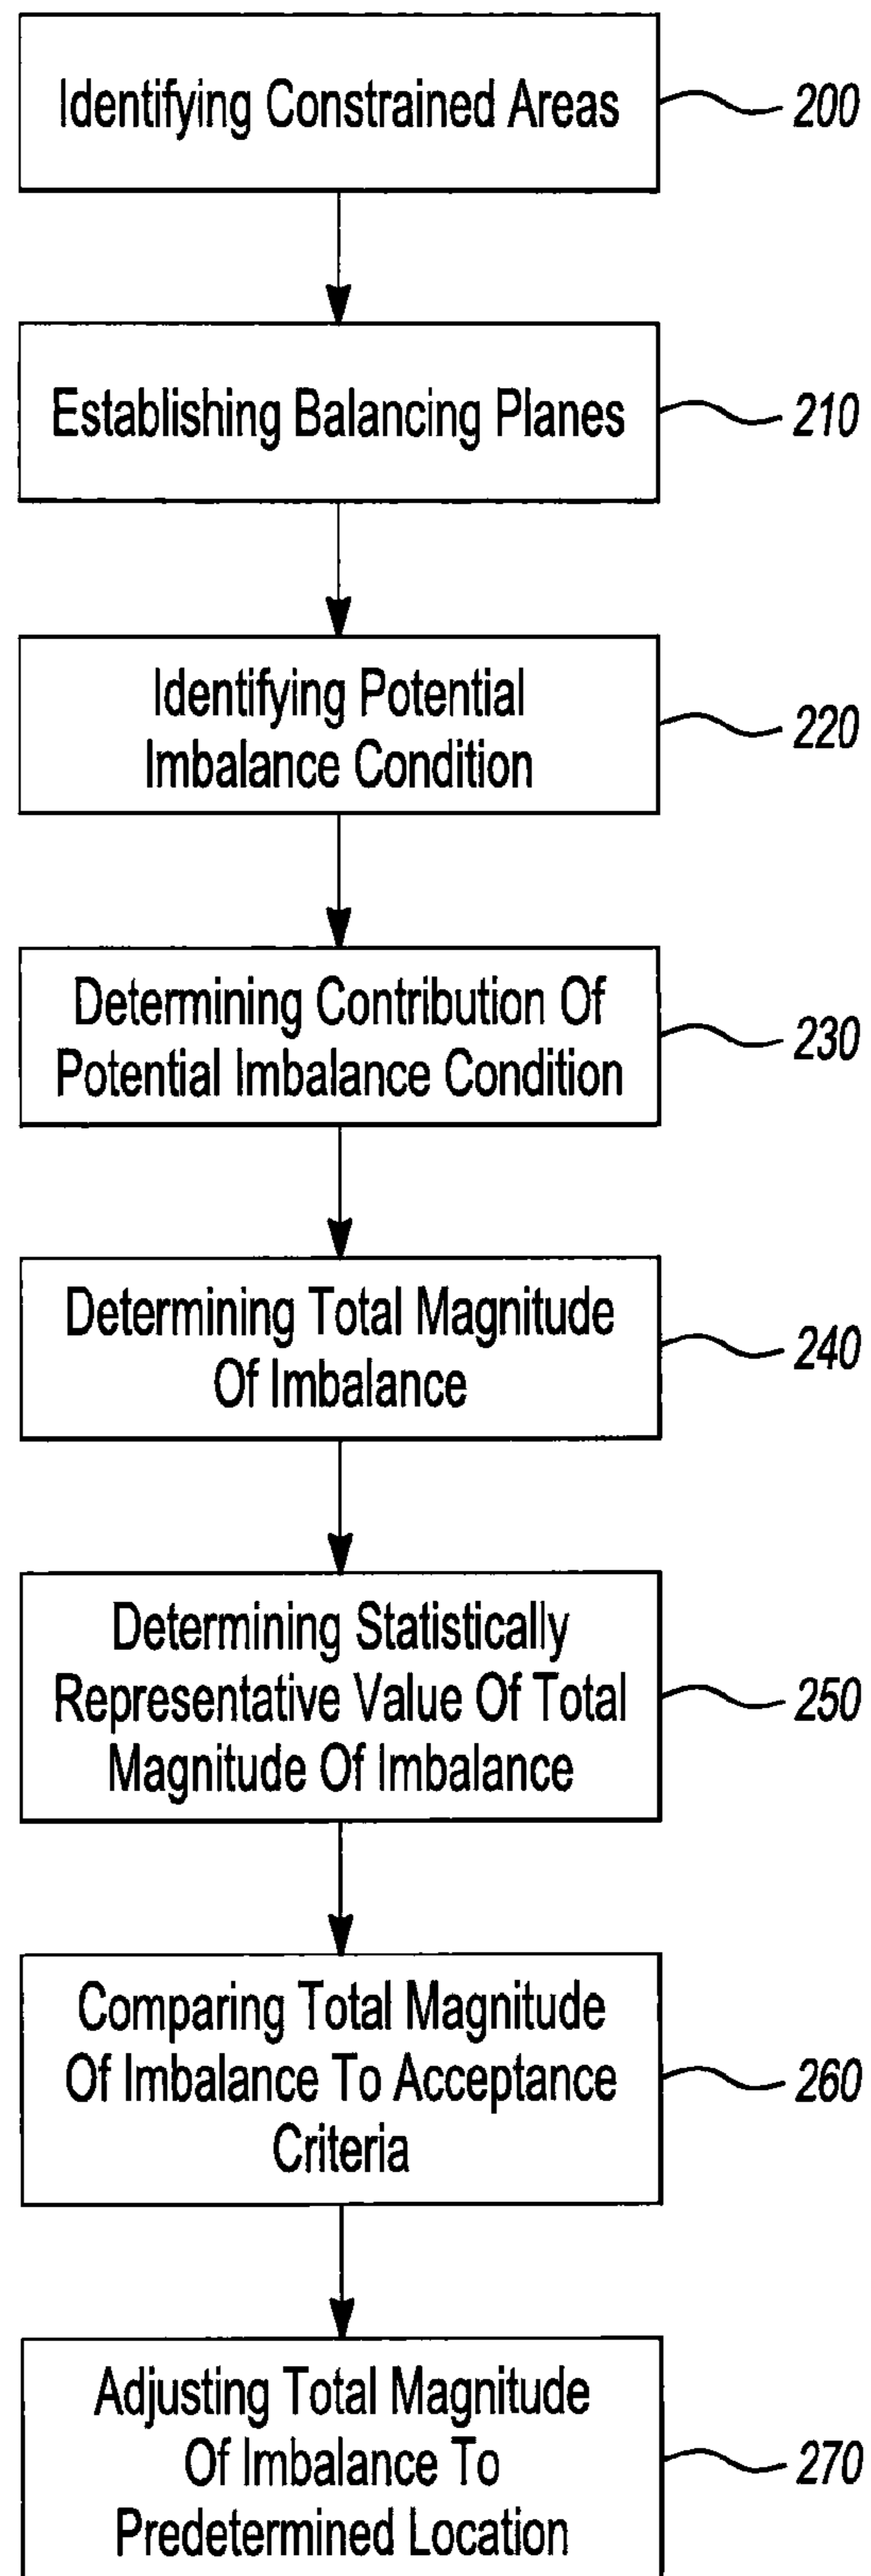 Identifying Constrained Areas
200
Establishing Balancing Planes
210
Identifying Potential
Imbalance Condition
220
Determining Contribution Of
Potential Imbalance Condition
230
Determining Total Magnitude
Of Imbalance
240
Determining Statistically
Representative Value Of Total
Magnitude Of Imbalance
250
Comparing Total Magnitude
Of Imbalance To Acceptance
Criteria
260
Adjusting Total Magnitude
Of Imbalance To
Predetermined Location
270